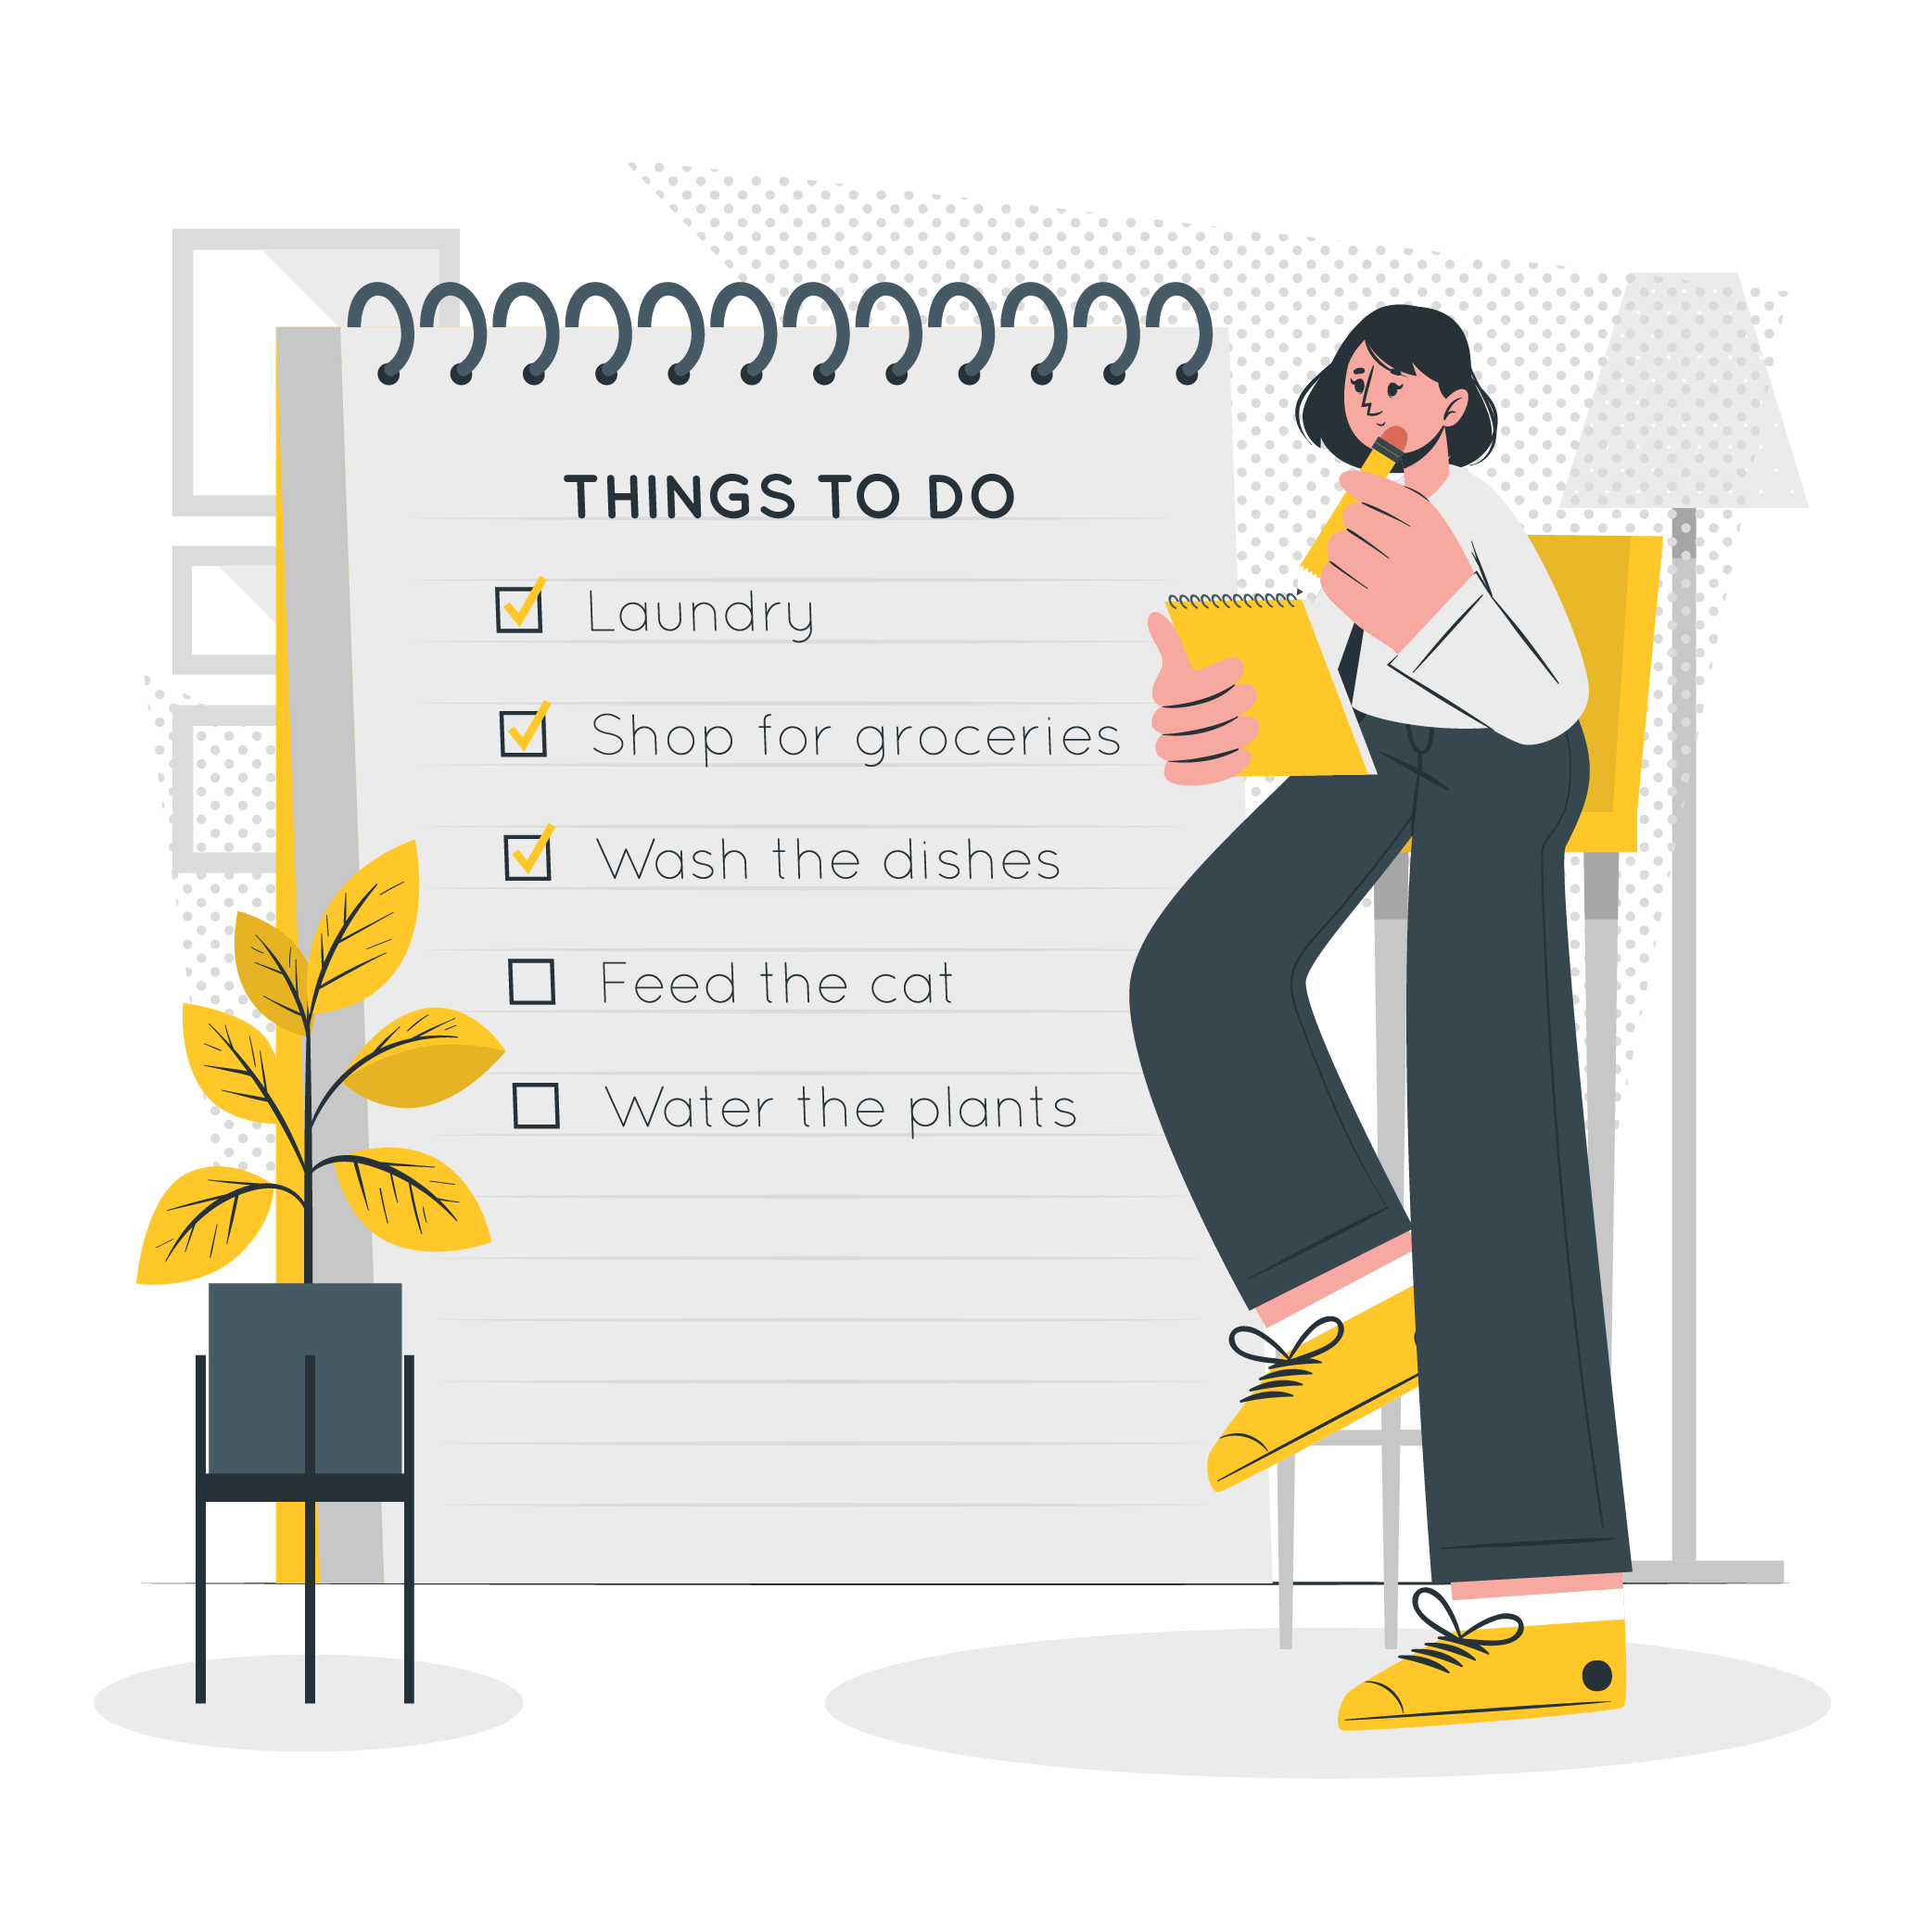 THINGS TO DO
Laundry
Shop for groceries
Wash the dishes
Feed the cat
Water the plants